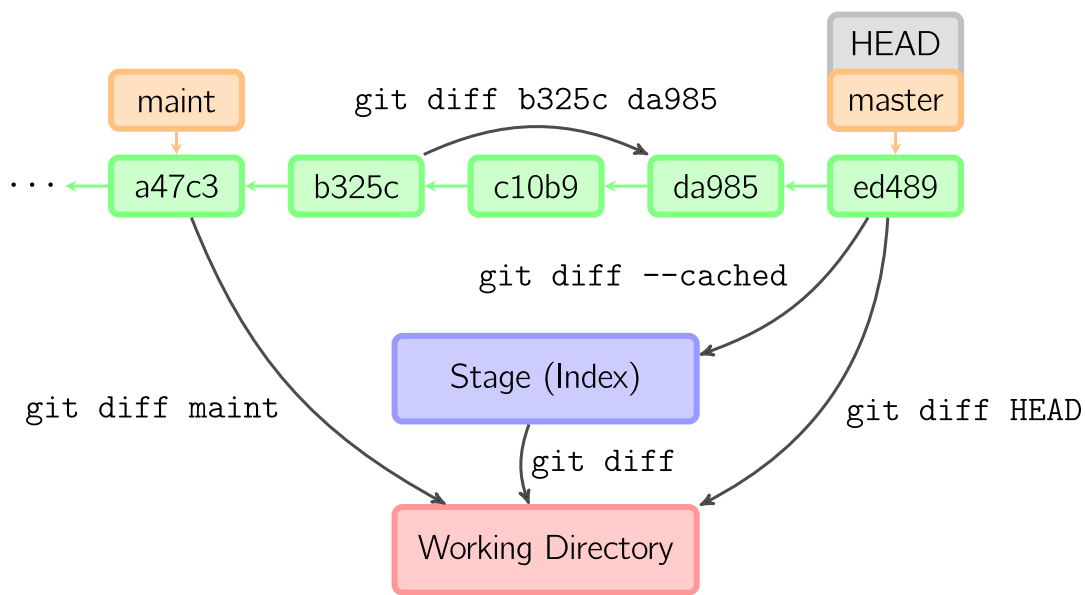 HEAD
maint
git diff b325c da985
master
...
a47c3
b325c
c10b9
da985
ed489
git diff --cached
Stage (Index)
git diff maint
git diff HEAD
git diff
Working Directory